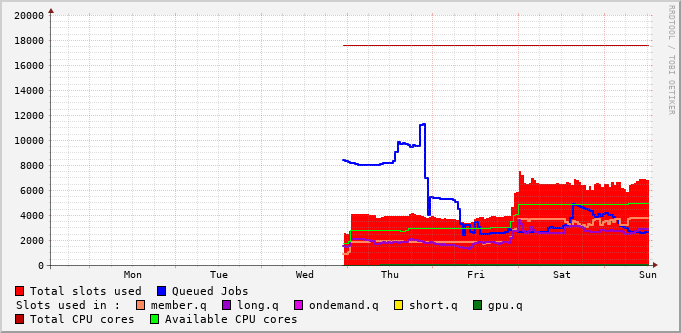 20000
18000
16000
14000
12000
10000
8000
6000
4000
2000
0
Mon Tue Wed Thu Fri Sat Sun
RRDTOOL / TOBI OETIKER
Total slots used Queued Jobs
Slots used in : member.q long.q ondemand.q short.q gpu.q
Total CPU cores Available CPU cores